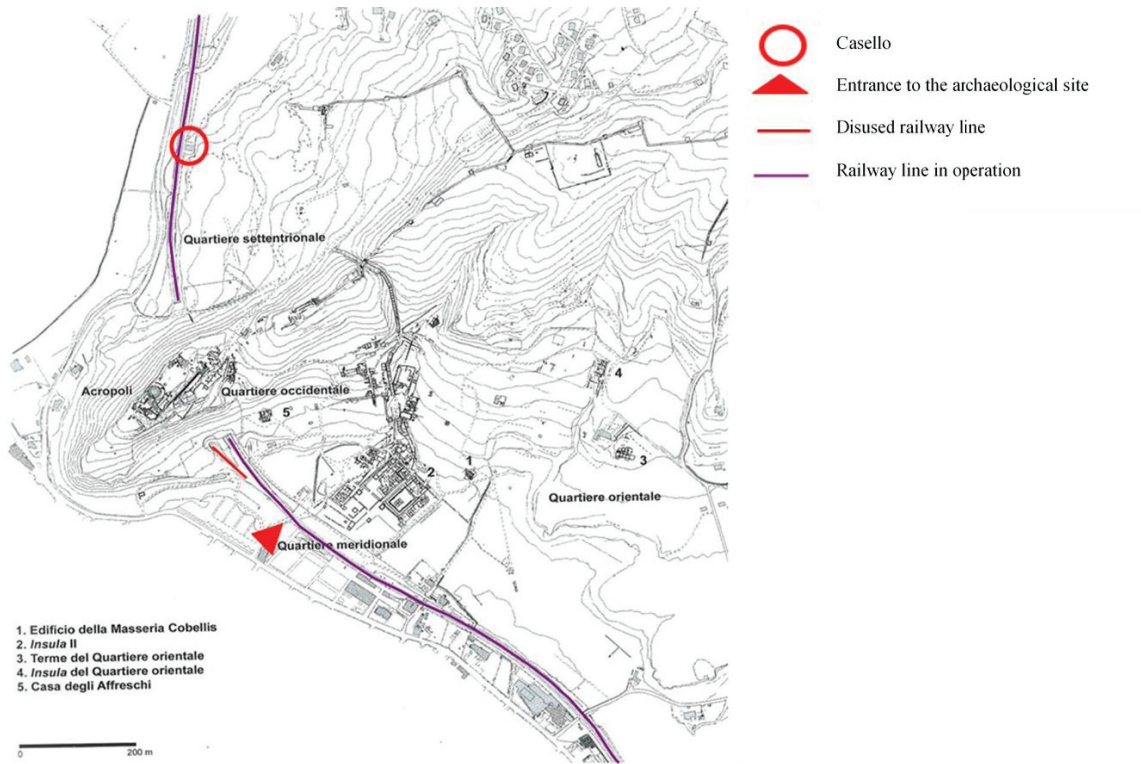 Casello
Entrance to the archaeological site
Disused railway line
Railway line in operation
Quartiere settentrionale
Acropoli
Quartiere occidentale
5
4
3
2
1
Quartiere orientale
P
Quartiere meridionale
1. Edificio della Masseria Cobellis
2. Insula II
3. Terme del Quartiere orientale
4. Insula del Quartiere orientale
5. Casa degli Affreschi
0
200 m